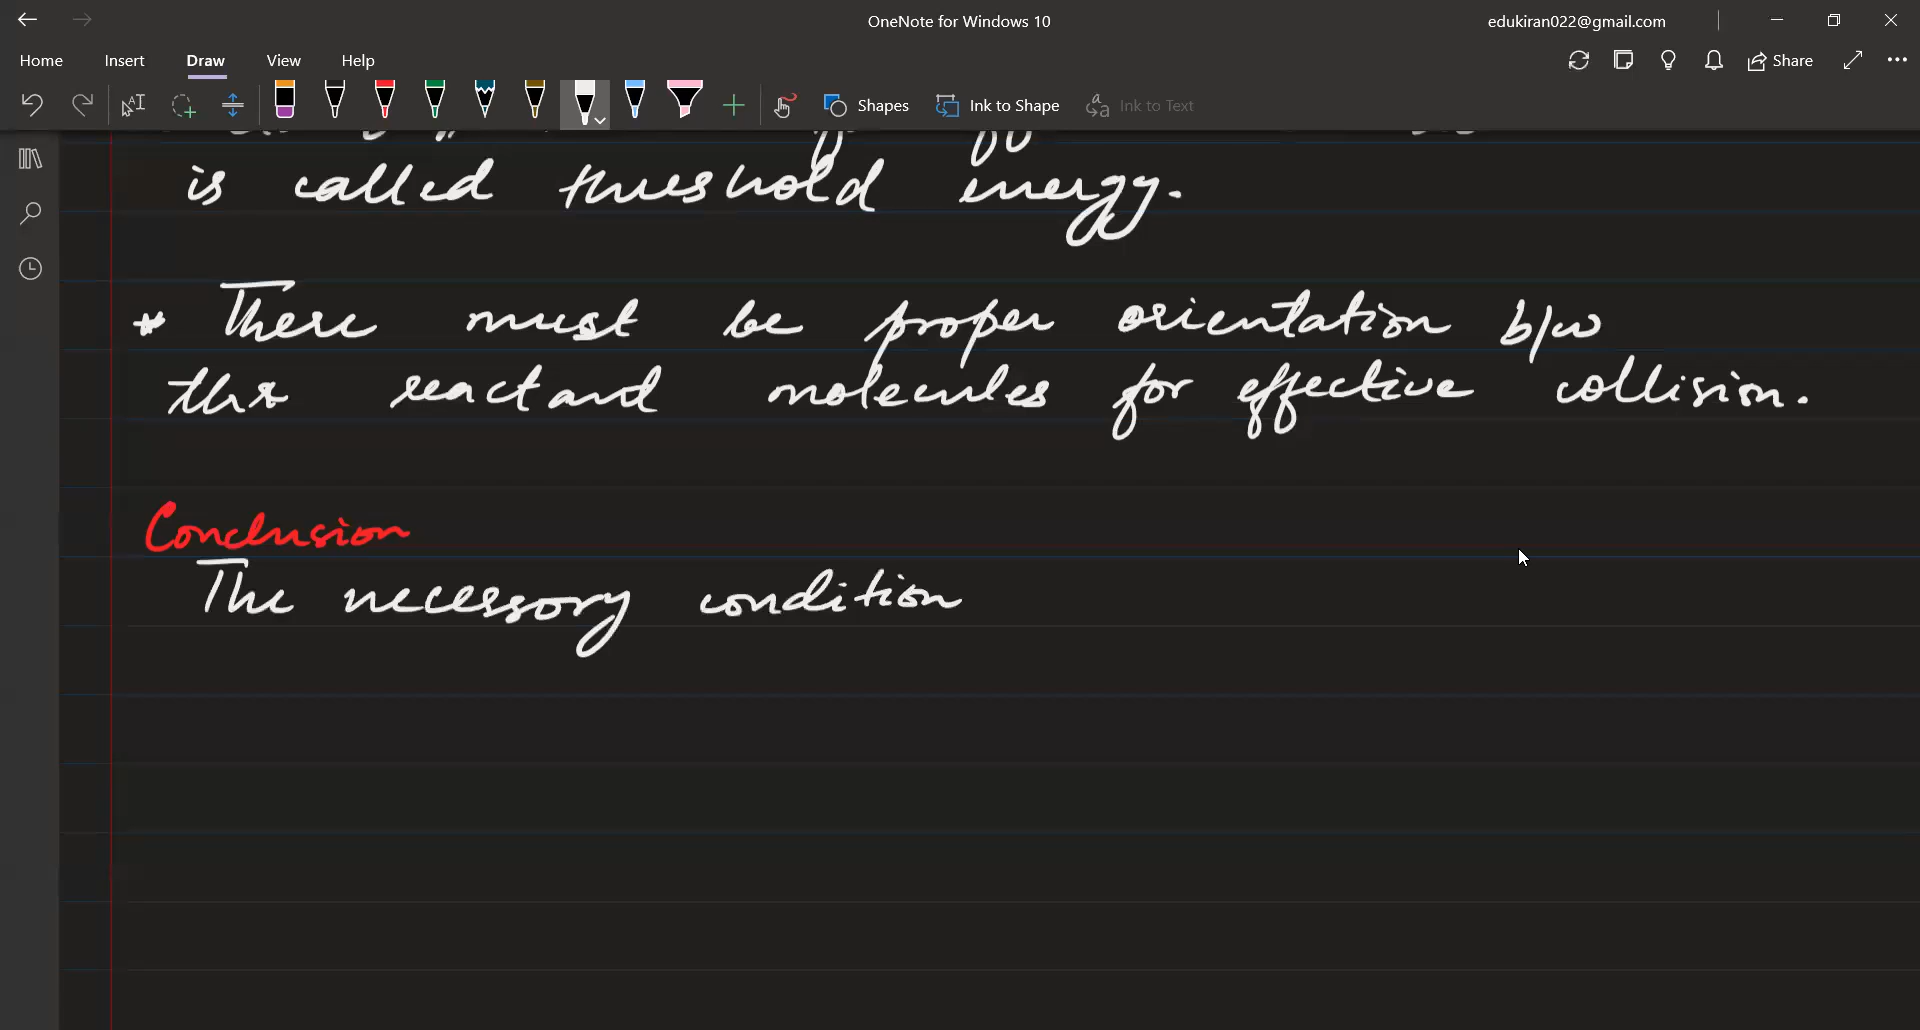 OneNote for Windows 10
edukiran022@gmail.com
Home Insert Draw View Help
Share
Shapes
Ink to Shape
Ink to Text
is called threshold energy.
* There must be proper orientation b/w
the reactand molecules for effective collision.
Conclusion
The necessory condition